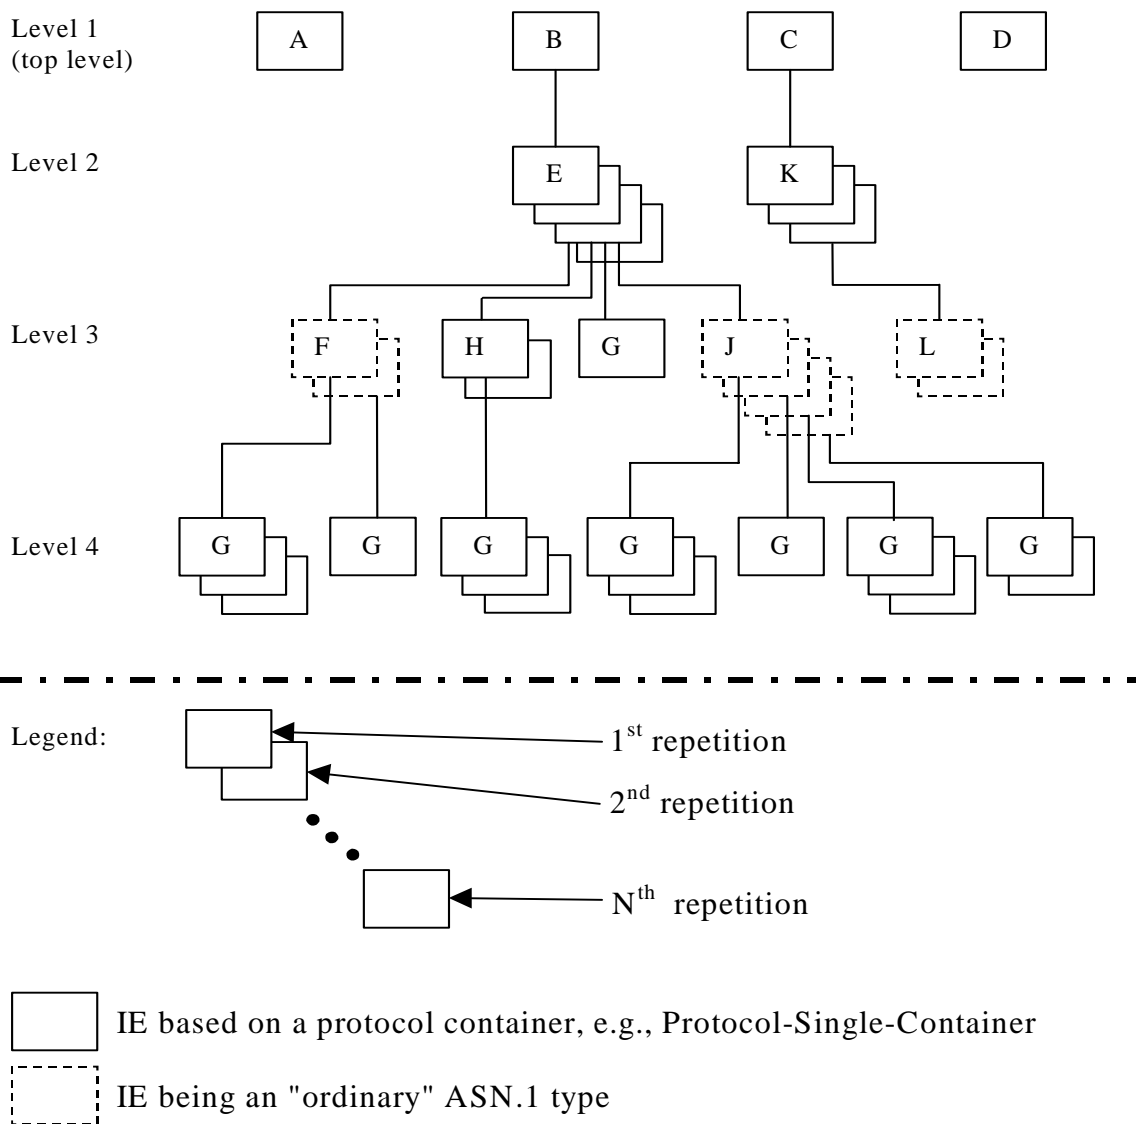 Level 1
(top level)
A B C D
Level 2
E K
Level 3
F H G J L
Level 4
G G G G G G G
Legend:
1st repetition
2nd repetition
Nth repetition
IE based on a protocol container, e.g., Protocol-Single-Container
IE being an "ordinary" ASN.1 type